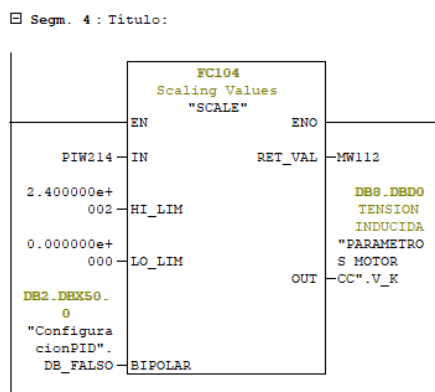 Segm. 4 : Título:
FC104
Scaling Values
"SCALE"
EN
ENO
PIW214
IN
RET_VAL
MW112
2.400000e+
002
HI_LIM
DB8.DBD0
TENSION
INDUCIDA
"PARAMETRO
S MOTOR
CC".V_K
0.000000e+
000
LO_LIM
OUT
DB2.DBX50.
0
"Configura
cionPID".
DB_FALSO
BIPOLAR